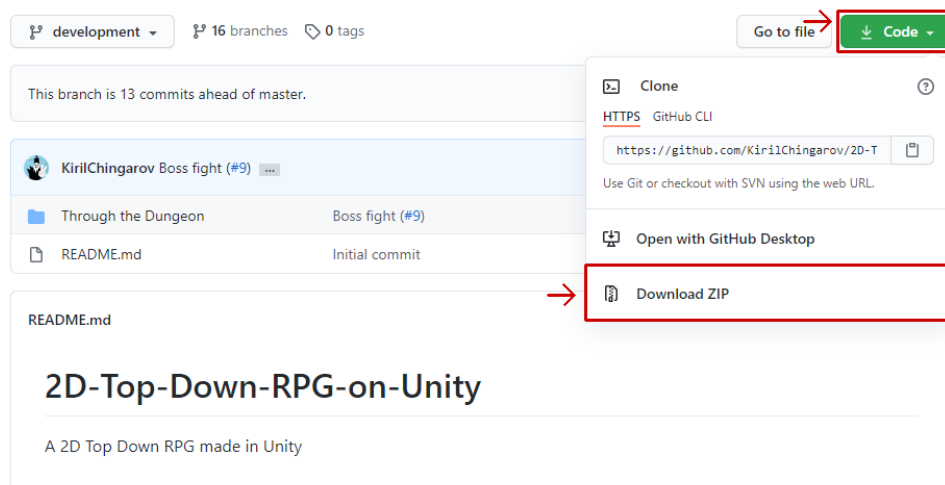 development
16 branches
0 tags
Go to file
Code
This branch is 13 commits ahead of master.
Clone
HTTPS GitHub CLI
https://github.com/KirilChingarov/2D-T
Use Git or checkout with SVN using the web URL.
Open with GitHub Desktop
Download ZIP
KirilChingarov Boss fight (#9) ...
Through the Dungeon Boss fight (#9)
README.md Initial commit
README.md
2D-Top-Down-RPG-on-Unity
A 2D Top Down RPG made in Unity